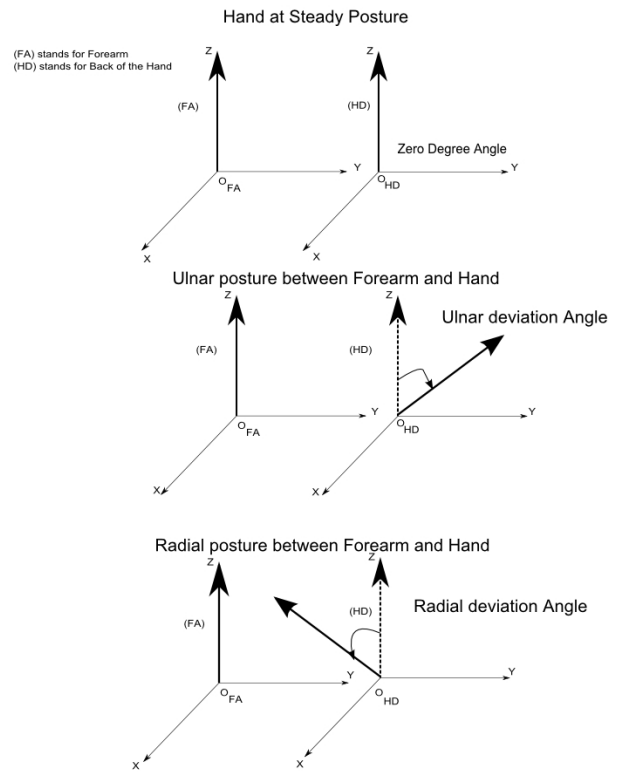 Hand at Steady Posture
(FA) stands for Forearm
(HD) stands for Back of the Hand
Z
Z
(FA)
(HD)
Zero Degree Angle
Y
Y
O FA
O HD
X
X
Ulnar posture between Forearm and Hand
Z
Z
Ulnar deviation Angle
(FA)
(HD)
Y
Y
O FA
O HD
X
X
Radial posture between Forearm and Hand
Z
Z
(HD)
Radial deviation Angle
(FA)
Y
Y
O FA
O HD
X
X